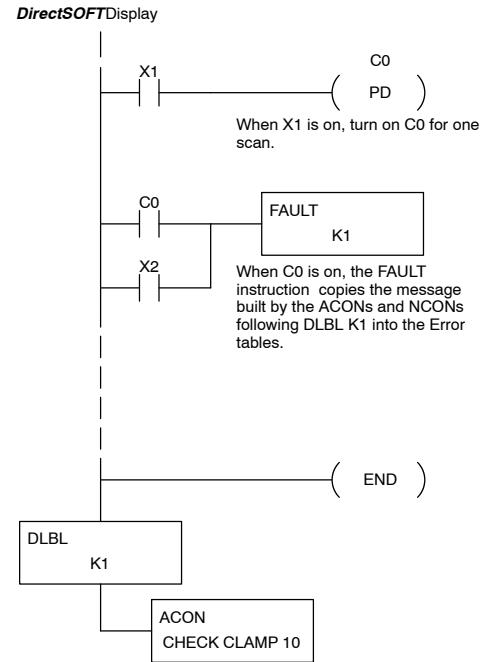 DirectSOFTDisplay
X1
C0
PD
When X1 is on, turn on C0 for one
scan.
C0
FAULT
K1
X2
When C0 is on, the FAULT
instruction copies the message
built by the ACONs and NCONs
following DLBL K1 into the Error
tables.
END
DLBL
K1
ACON
CHECK CLAMP 10